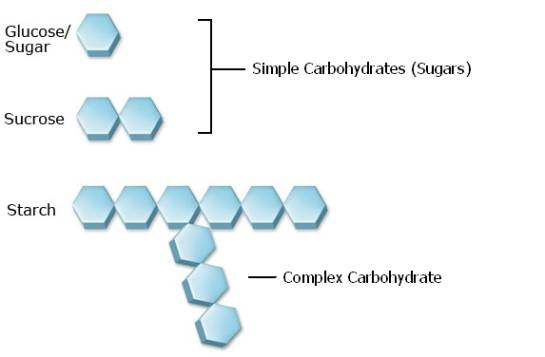 Glucose/
Sugar
Simple Carbohydrates (Sugars)
Sucrose
Starch
Complex Carbohydrate